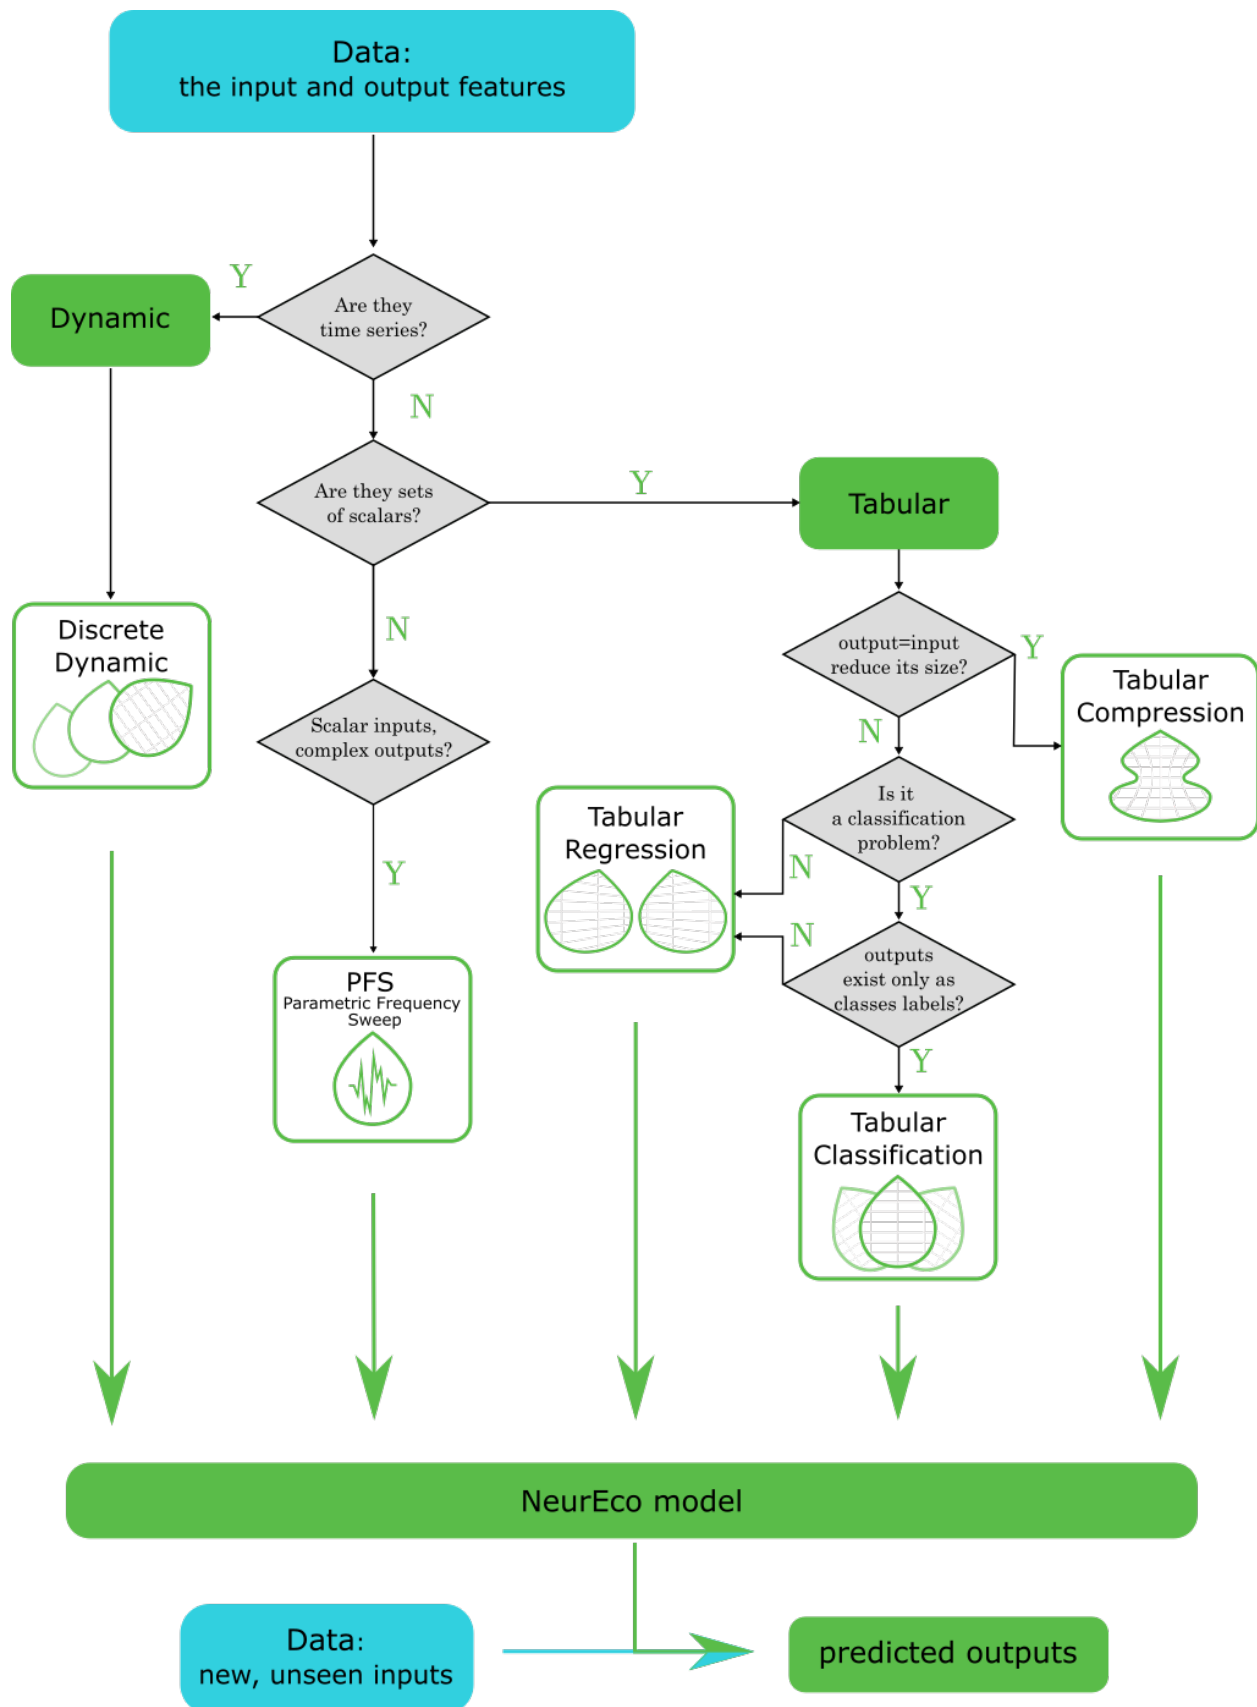 Data:
the input and output features
Y
Dynamic
Are they
time series?
N
Are they sets
of scalars?
Y
Tabular
N
Discrete
Dynamic
output=input
reduce its size?
Y
Tabular
Compression
Scalar inputs,
complex outputs?
N
Is it
a classification
problem?
Tabular
Regression
N
Y
Y
N
outputs
exist only as
classes labels?
PFS
Parametric Frequency
Sweep
Y
Tabular
Classification
NeurEco model
Data:
new, unseen inputs
predicted outputs